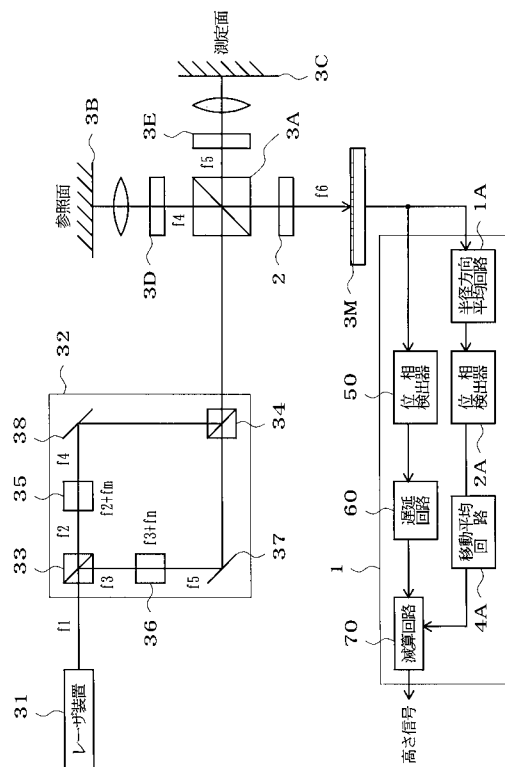 レーザ装置
31
f1
32
33
f2
35
f2+fm
f4
38
f3
f3+fn
36
f5
37
34
参照面
3B
3D
f4
測定面
3C
3E
f5
3A
2
f6
3M
1
高さ信号
減算回路
70
遅延
回路
60
位相
検出器
50
半径方向
平均回路
1A
位相
検出器
2A
移動平均
回路
4A